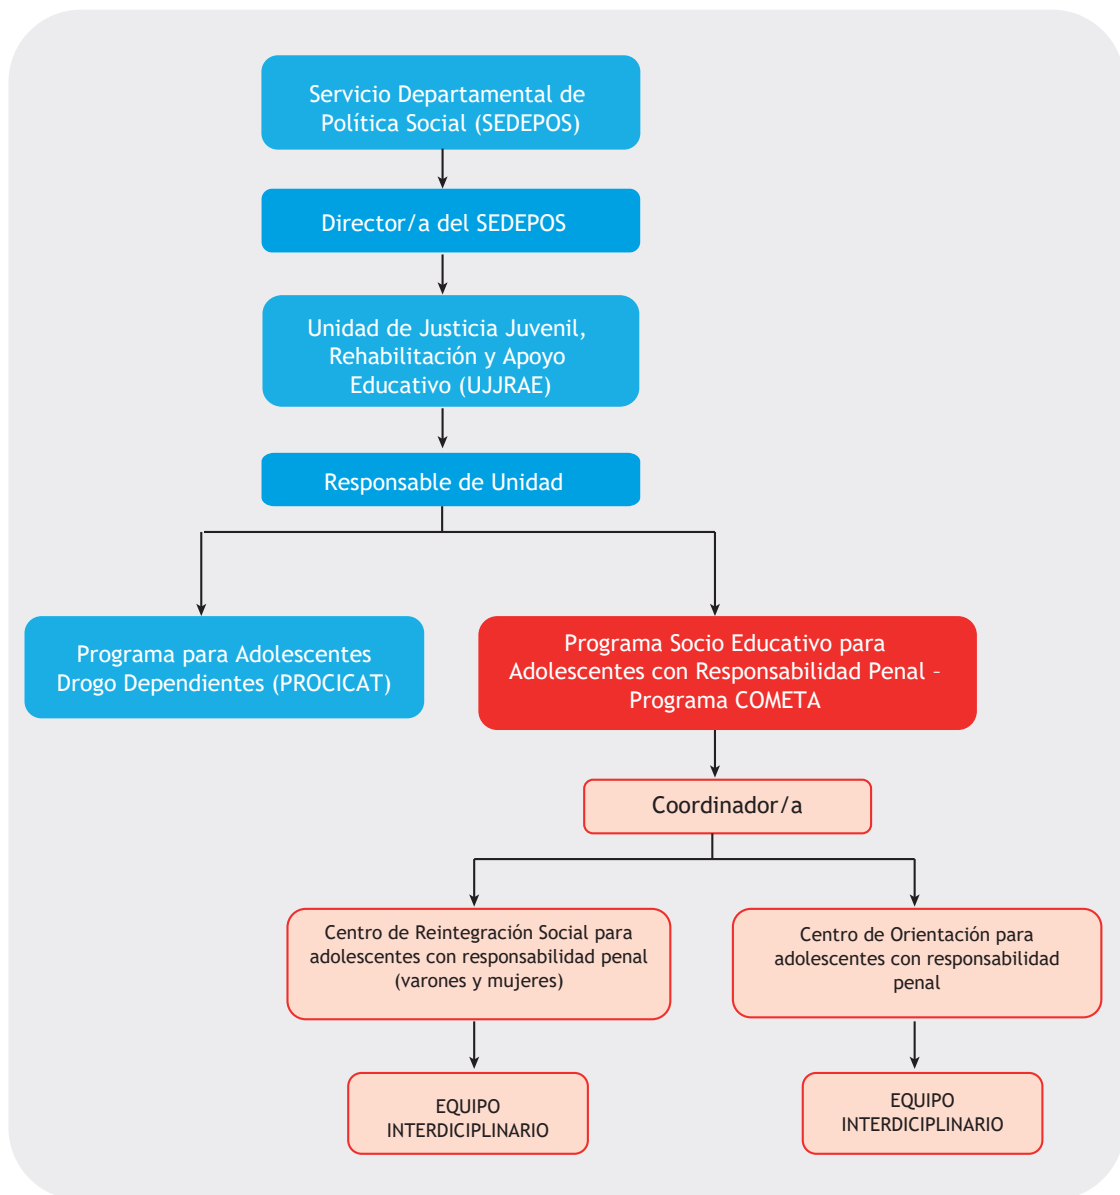 Servicio Departamental de
Política Social (SEDEPOS)
Director/a del SEDEPOS
Unidad de Justicia Juvenil,
Rehabilitación y Apoyo
Educativo (UJJRAE)
Responsable de Unidad
Programa para Adolescentes
Drogo Dependientes (PROCICAT)
Programa Socio Educativo para
Adolescentes con Responsabilidad Penal –
Programa COMETA
Coordinador/a
Centro de Reintegración Social para
adolescentes con responsabilidad penal
(varones y mujeres)
Centro de Orientación para
adolescentes con responsabilidad
penal
EQUIPO
INTERDICIPLINARIO
EQUIPO
INTERDICIPLINARIO